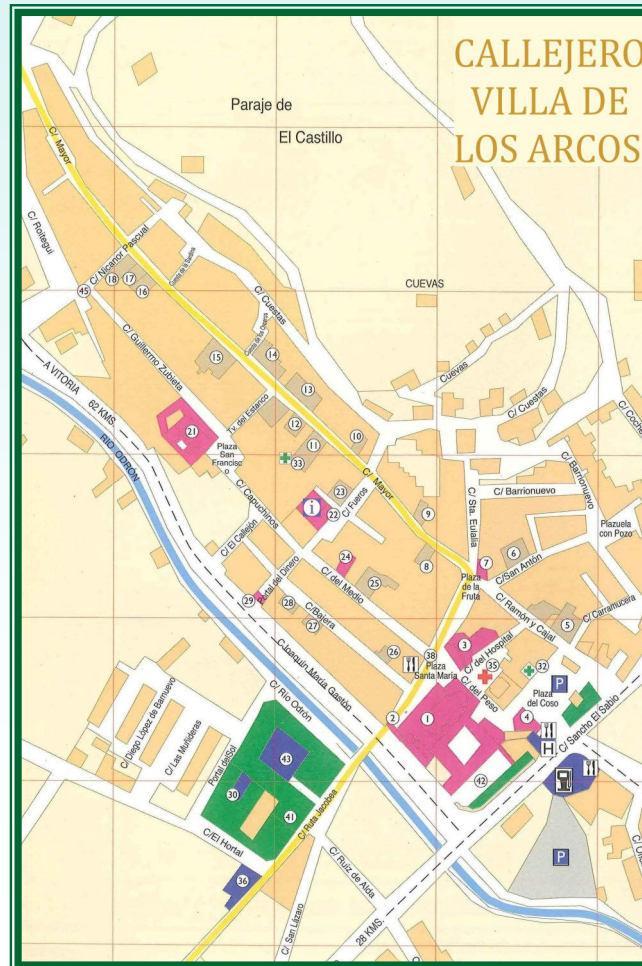 CALLEJERO
VILLA DE
LOS ARCOS
Paraje de
El Castillo
C/ Mayor
C/ Roitegui
C/ Nicanor Pascual
C/ Cuestas
CUEVAS
18
17
16
45
C/ Guillermo Zubieta
15
14
13
Cuevas
C/ Cuestas
A VITORIA
62 KMS.
RIO ODRÓN
21
Plaza
San
Francisc
o
Tv. del Estanco
12
11
10
33
C/ Mayor
C/ Barrionuevo
C/ Barrionuevo
C/ Sta. Eulalia
Plazuela
con Pozo
C/ Capuchinos
23
i
22
C/ Fueros
9
8
7
6
C/San Antón
Plaza
de la
Fruta
C/ El Callejón
Portal del Dinero
24
25
C/ del Medio
C/ Ramón y Cajal
C/ Carramucera
5
29
28
27
C/Bajera
26
38
3
C/ del Hospital
35
32
Plaza
Santa María
C/ del Peso
P
Plaza
del Coso
C/Joaquín María Gastón
2
1
4
H
C/ Sancho El Sabio
C/ Río Odrón
C/ Diego López de Barnuevo
C/ Las Muñideras
Portal del Sol
43
30
41
42
C/ Ruta Jacobea
C/El Hortal
36
C/ Ruiz de Alda
C/ San Lázaro
28 KMS.
P